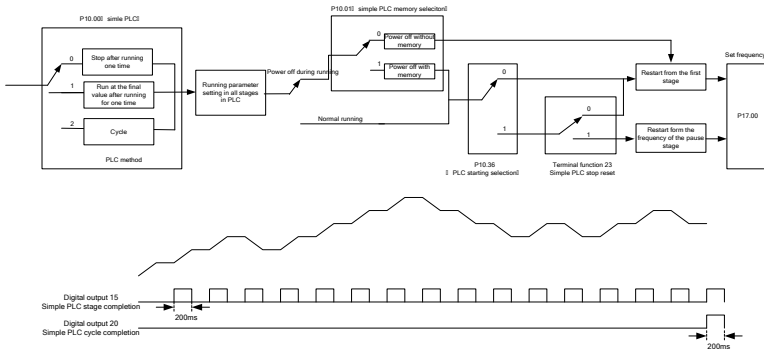 P10.00〖 simle PLC〗
0
Stop after running
one time
1
Run at the final
value after running
for one time
2
Cycle
PLC method
Running parameter
setting in all stages
in PLC
Power off during running
P10.01〖 simple PLC memory seleciton〗
0
Power off without
memory
1
Power off with
memory
Normal running
0
1
P10.36
〖 PLC starting selection〗
0
1
Terminal function 23
Simple PLC stop reset
Restart from the first
stage
Restart form the
frequency of the pause
stage
Set frequency
P17.00
Digital output 15
Simple PLC stage completion
200ms
Digital output 20
Simple PLC cycle completion
200ms